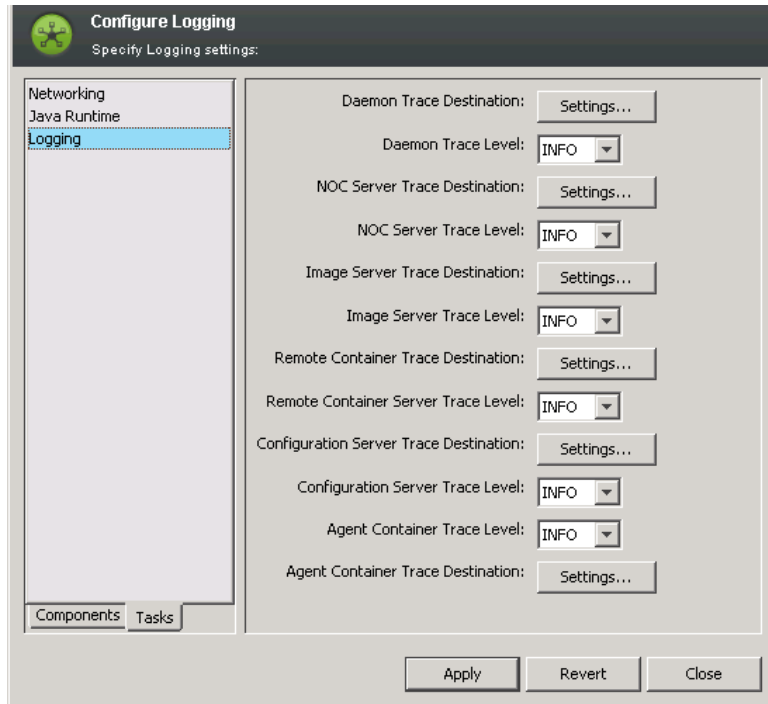 Configure Logging
Specify Logging settings:
Networking
Java Runtime
Logging
Components
Tasks
Daemon Trace Destination: Settings...
Daemon Trace Level: INFO
NOC Server Trace Destination: Settings...
NOC Server Trace Level: INFO
Image Server Trace Destination: Settings...
Image Server Trace Level: INFO
Remote Container Trace Destination: Settings...
Remote Container Server Trace Level: INFO
Configuration Server Trace Destination: Settings...
Configuration Server Trace Level: INFO
Agent Container Trace Level: INFO
Agent Container Trace Destination: Settings...
Apply
Revert
Close